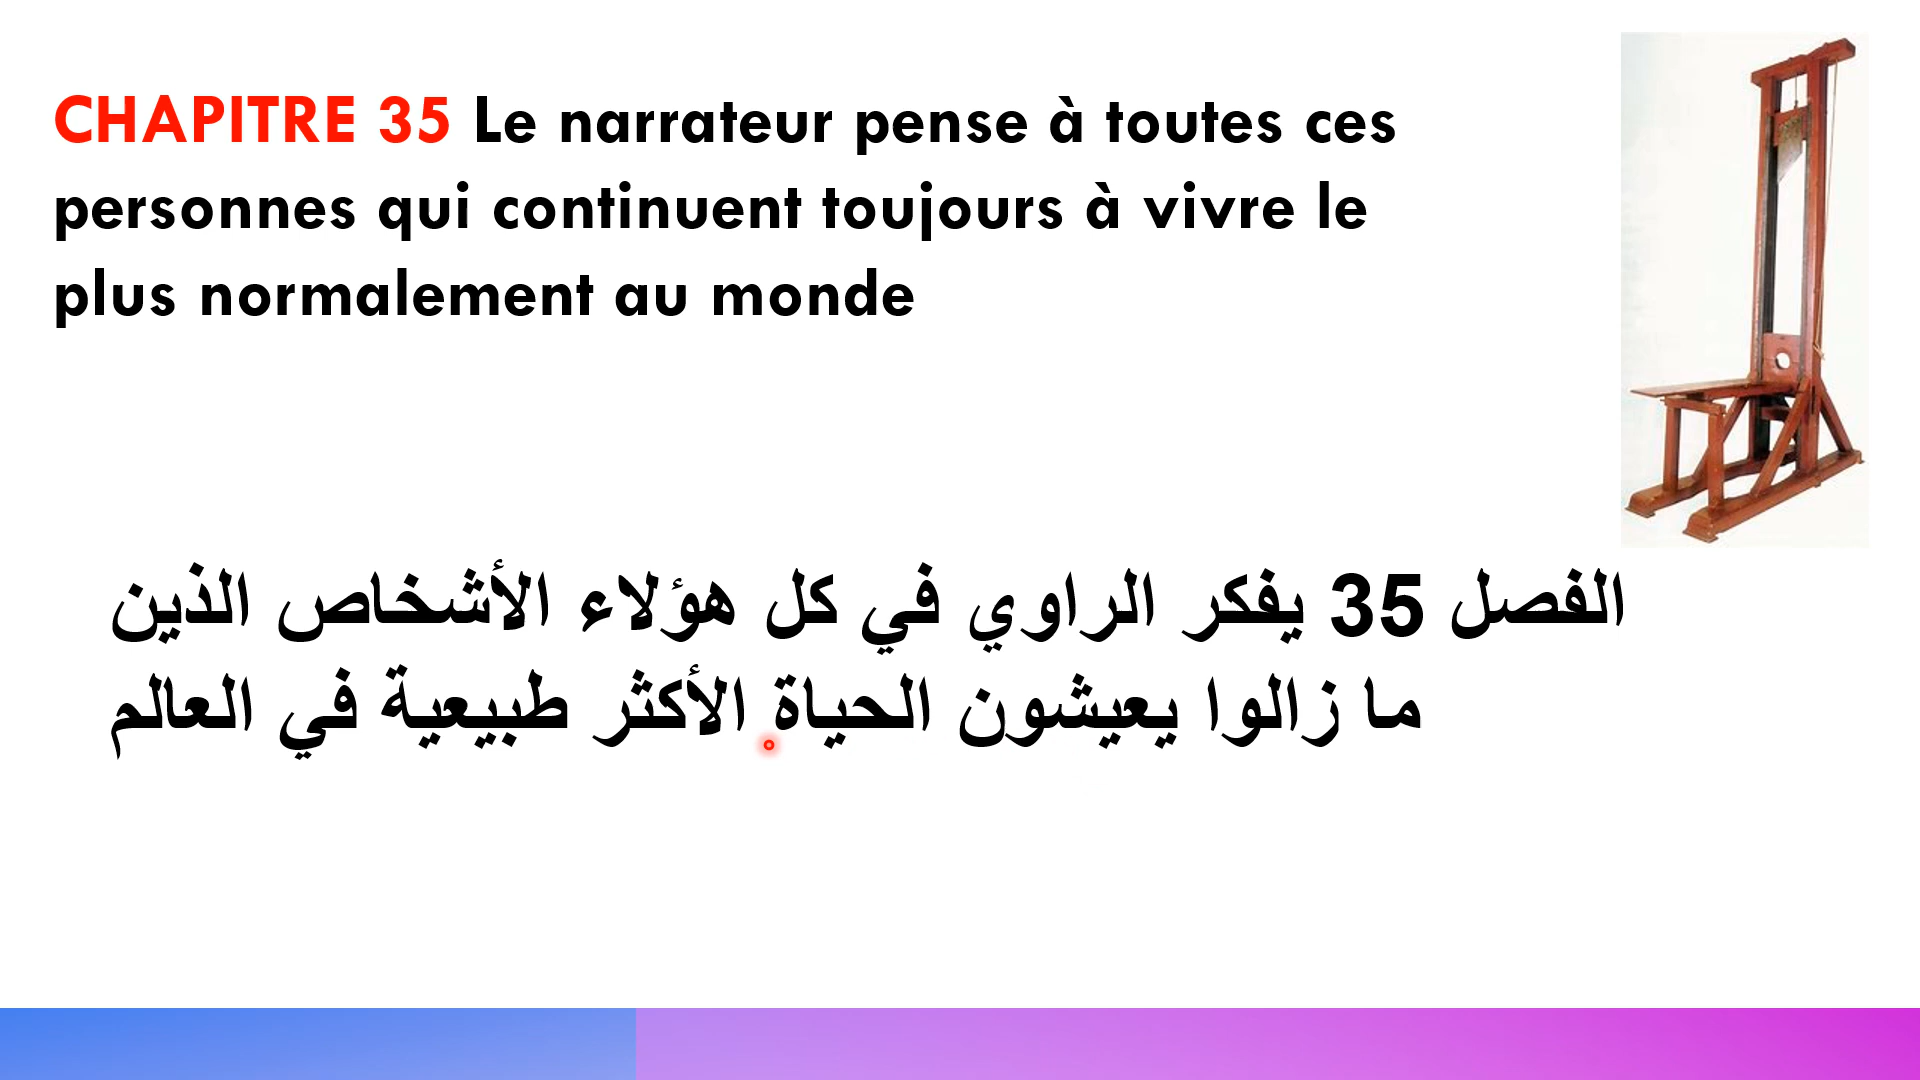 CHAPITRE 35 Le narrateur pense à toutes ces
personnes qui continuent toujours à vivre le
plus normalement au monde
الفصل 35 يفكر الراوي في كل هؤلاء الأشخاص الذين
ما زالوا يعيشون الحياة الأكثر طبيعية في العالم